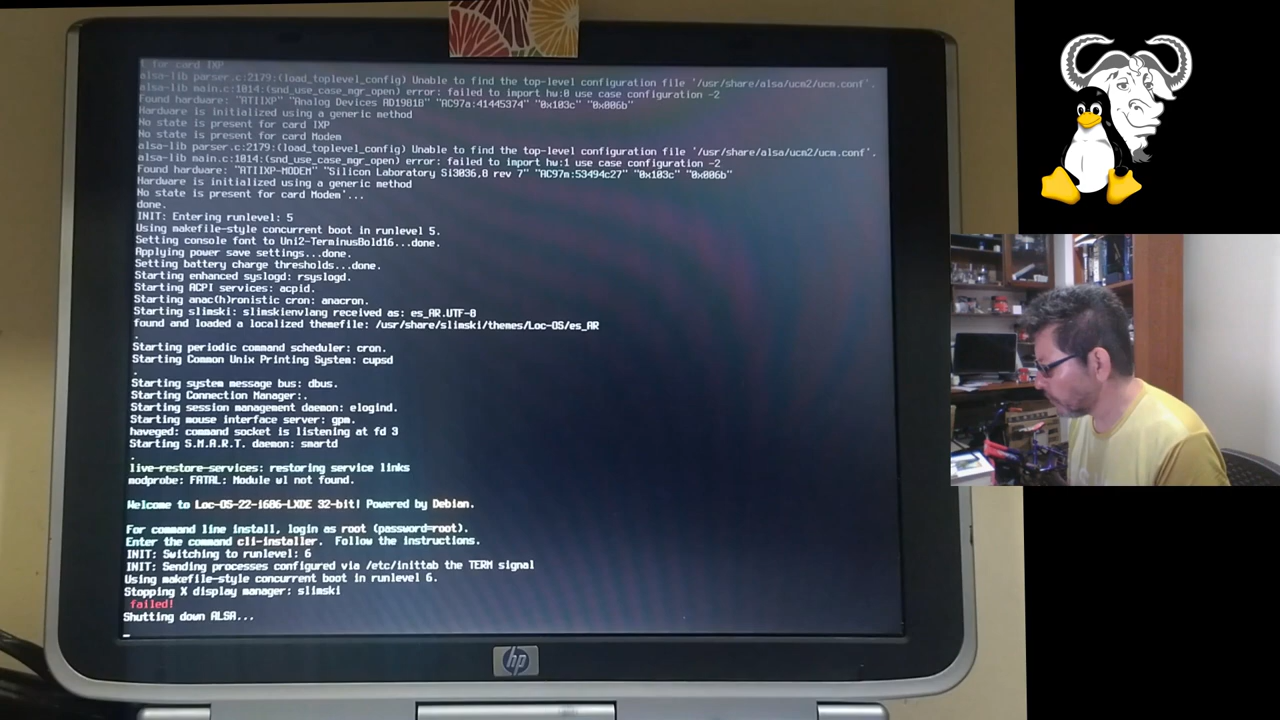 l for card IXP
alsa-lib parser.c:2179:(load_toplevel_config) Unable to find the top-level configuration file '/usr/share/alsa/ucm2/ucm.conf'.
alsa-lib main.c:1014:(snd_use_case_mgr_open) error: failed to import hw:0 use case configuration -2
Found hardware: "ATIIXP" "Analog Devices AD1981B" "AC97a:41445374" "0x103c" "0x006b"
Hardware is initialized using a generic method
No state is present for card IXP
No state is present for card Modem
alsa-lib parser.c:2179:(load_toplevel_config) Unable to find the top-level configuration file '/usr/share/alsa/ucm2/ucm.conf'.
alsa-lib main.c:1014:(snd_use_case_mgr_open) error: failed to import hw:1 use case configuration -2
Found hardware: "ATIIXP-MODEM" "Silicon Laboratory Si3036,8 rev 7" "AC97m:53494c27" "0x103c" "0x006b"
Hardware is initialized using a generic method
No state is present for card Modem'...
done.
INIT: Entering runlevel: 5
Using makefile-style concurrent boot in runlevel 5.
Setting console font to Uni2-TerminusBold16...done.
Applying power save settings...done.
Setting battery charge thresholds...done.
Starting enhanced syslogd: rsyslogd.
Starting ACPI services: acpid.
Starting anac(h)ronistic cron: anacron.
Starting slimski: slimskienvlang received as: es_AR.UTF-8
found and loaded a localized themefile: /usr/share/slimski/themes/Loc-OS/es_AR
.
Starting periodic command scheduler: cron.
Starting Common Unix Printing System: cupsd
.
Starting system message bus: dbus.
Starting Connection Manager:.
Starting session management daemon: elogind.
Starting mouse interface server: gpm.
haveged: command socket is listening at fd 3
Starting S.M.A.R.T. daemon: smartd
.
live-restore-services: restoring service links
modprobe: FATAL: Module wl not found.
Welcome to Loc-OS-22-i686-LXDE 32-bit! Powered by Debian.
For command line install, login as root (password=root).
Enter the command cli-installer.  Follow the instructions.
INIT: Switching to runlevel: 6
INIT: Sending processes configured via /etc/inittab the TERM signal
Using makefile-style concurrent boot in runlevel 6.
Stopping X display manager: slimski
failed!
Shutting down ALSA...
hp